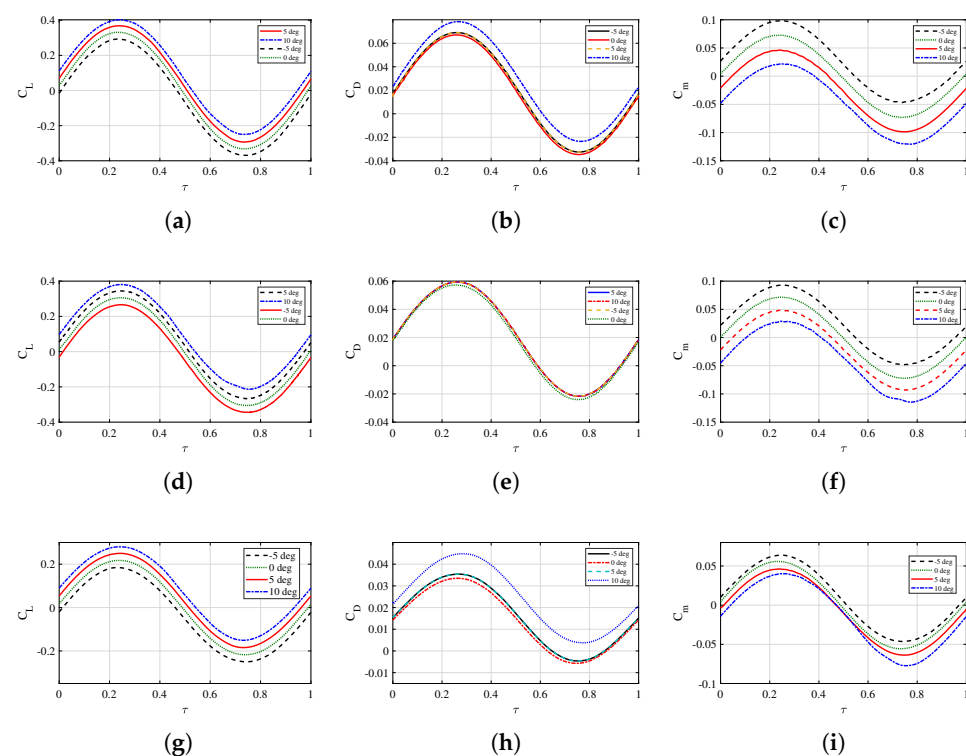 0.4
0.2
0
-0.2
-0.4
C_L
0 0.2 0.4 0.6 0.8 1
τ
5 deg
10 deg
-5 deg
0 deg
(a)
0.06
0.04
0.02
0
-0.02
-0.04
C_D
0 0.2 0.4 0.6 0.8 1
τ
-5 deg
0 deg
5 deg
10 deg
(b)
0.1
0.05
0
-0.05
-0.1
-0.15
C_m
0 0.2 0.4 0.6 0.8 1
τ
-5 deg
0 deg
5 deg
10 deg
(c)
0.4
0.2
0
-0.2
-0.4
C_L
0 0.2 0.4 0.6 0.8 1
τ
5 deg
10 deg
-5 deg
0 deg
(d)
0.06
0.04
0.02
0
-0.02
-0.04
C_D
0 0.2 0.4 0.6 0.8 1
τ
5 deg
10 deg
-5 deg
0 deg
(e)
0.1
0.05
0
-0.05
-0.1
-0.15
C_m
0 0.2 0.4 0.6 0.8 1
τ
-5 deg
0 deg
5 deg
10 deg
(f)
0.2
0
-0.2
C_L
0 0.2 0.4 0.6 0.8 1
τ
-5 deg
0 deg
5 deg
10 deg
(g)
0.05
0.04
0.03
0.02
0.01
0
-0.01
C_D
0 0.2 0.4 0.6 0.8 1
τ
-5 deg
0 deg
5 deg
10 deg
(h)
0.05
0
-0.05
-0.1
C_m
0 0.2 0.4 0.6 0.8 1
τ
-5 deg
0 deg
5 deg
10 deg
(i)